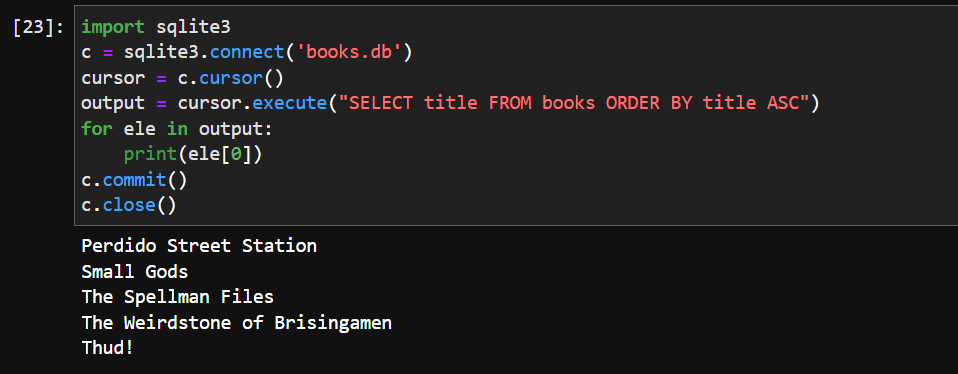 [23]: import sqlite3
c = sqlite3.connect('books.db')
cursor = c.cursor()
output = cursor.execute("SELECT title FROM books ORDER BY title ASC")
for ele in output:
    print(ele[0])
c.commit()
c.close()
Perdido Street Station
Small Gods
The Spellman Files
The Weirdstone of Brisingamen
Thud!